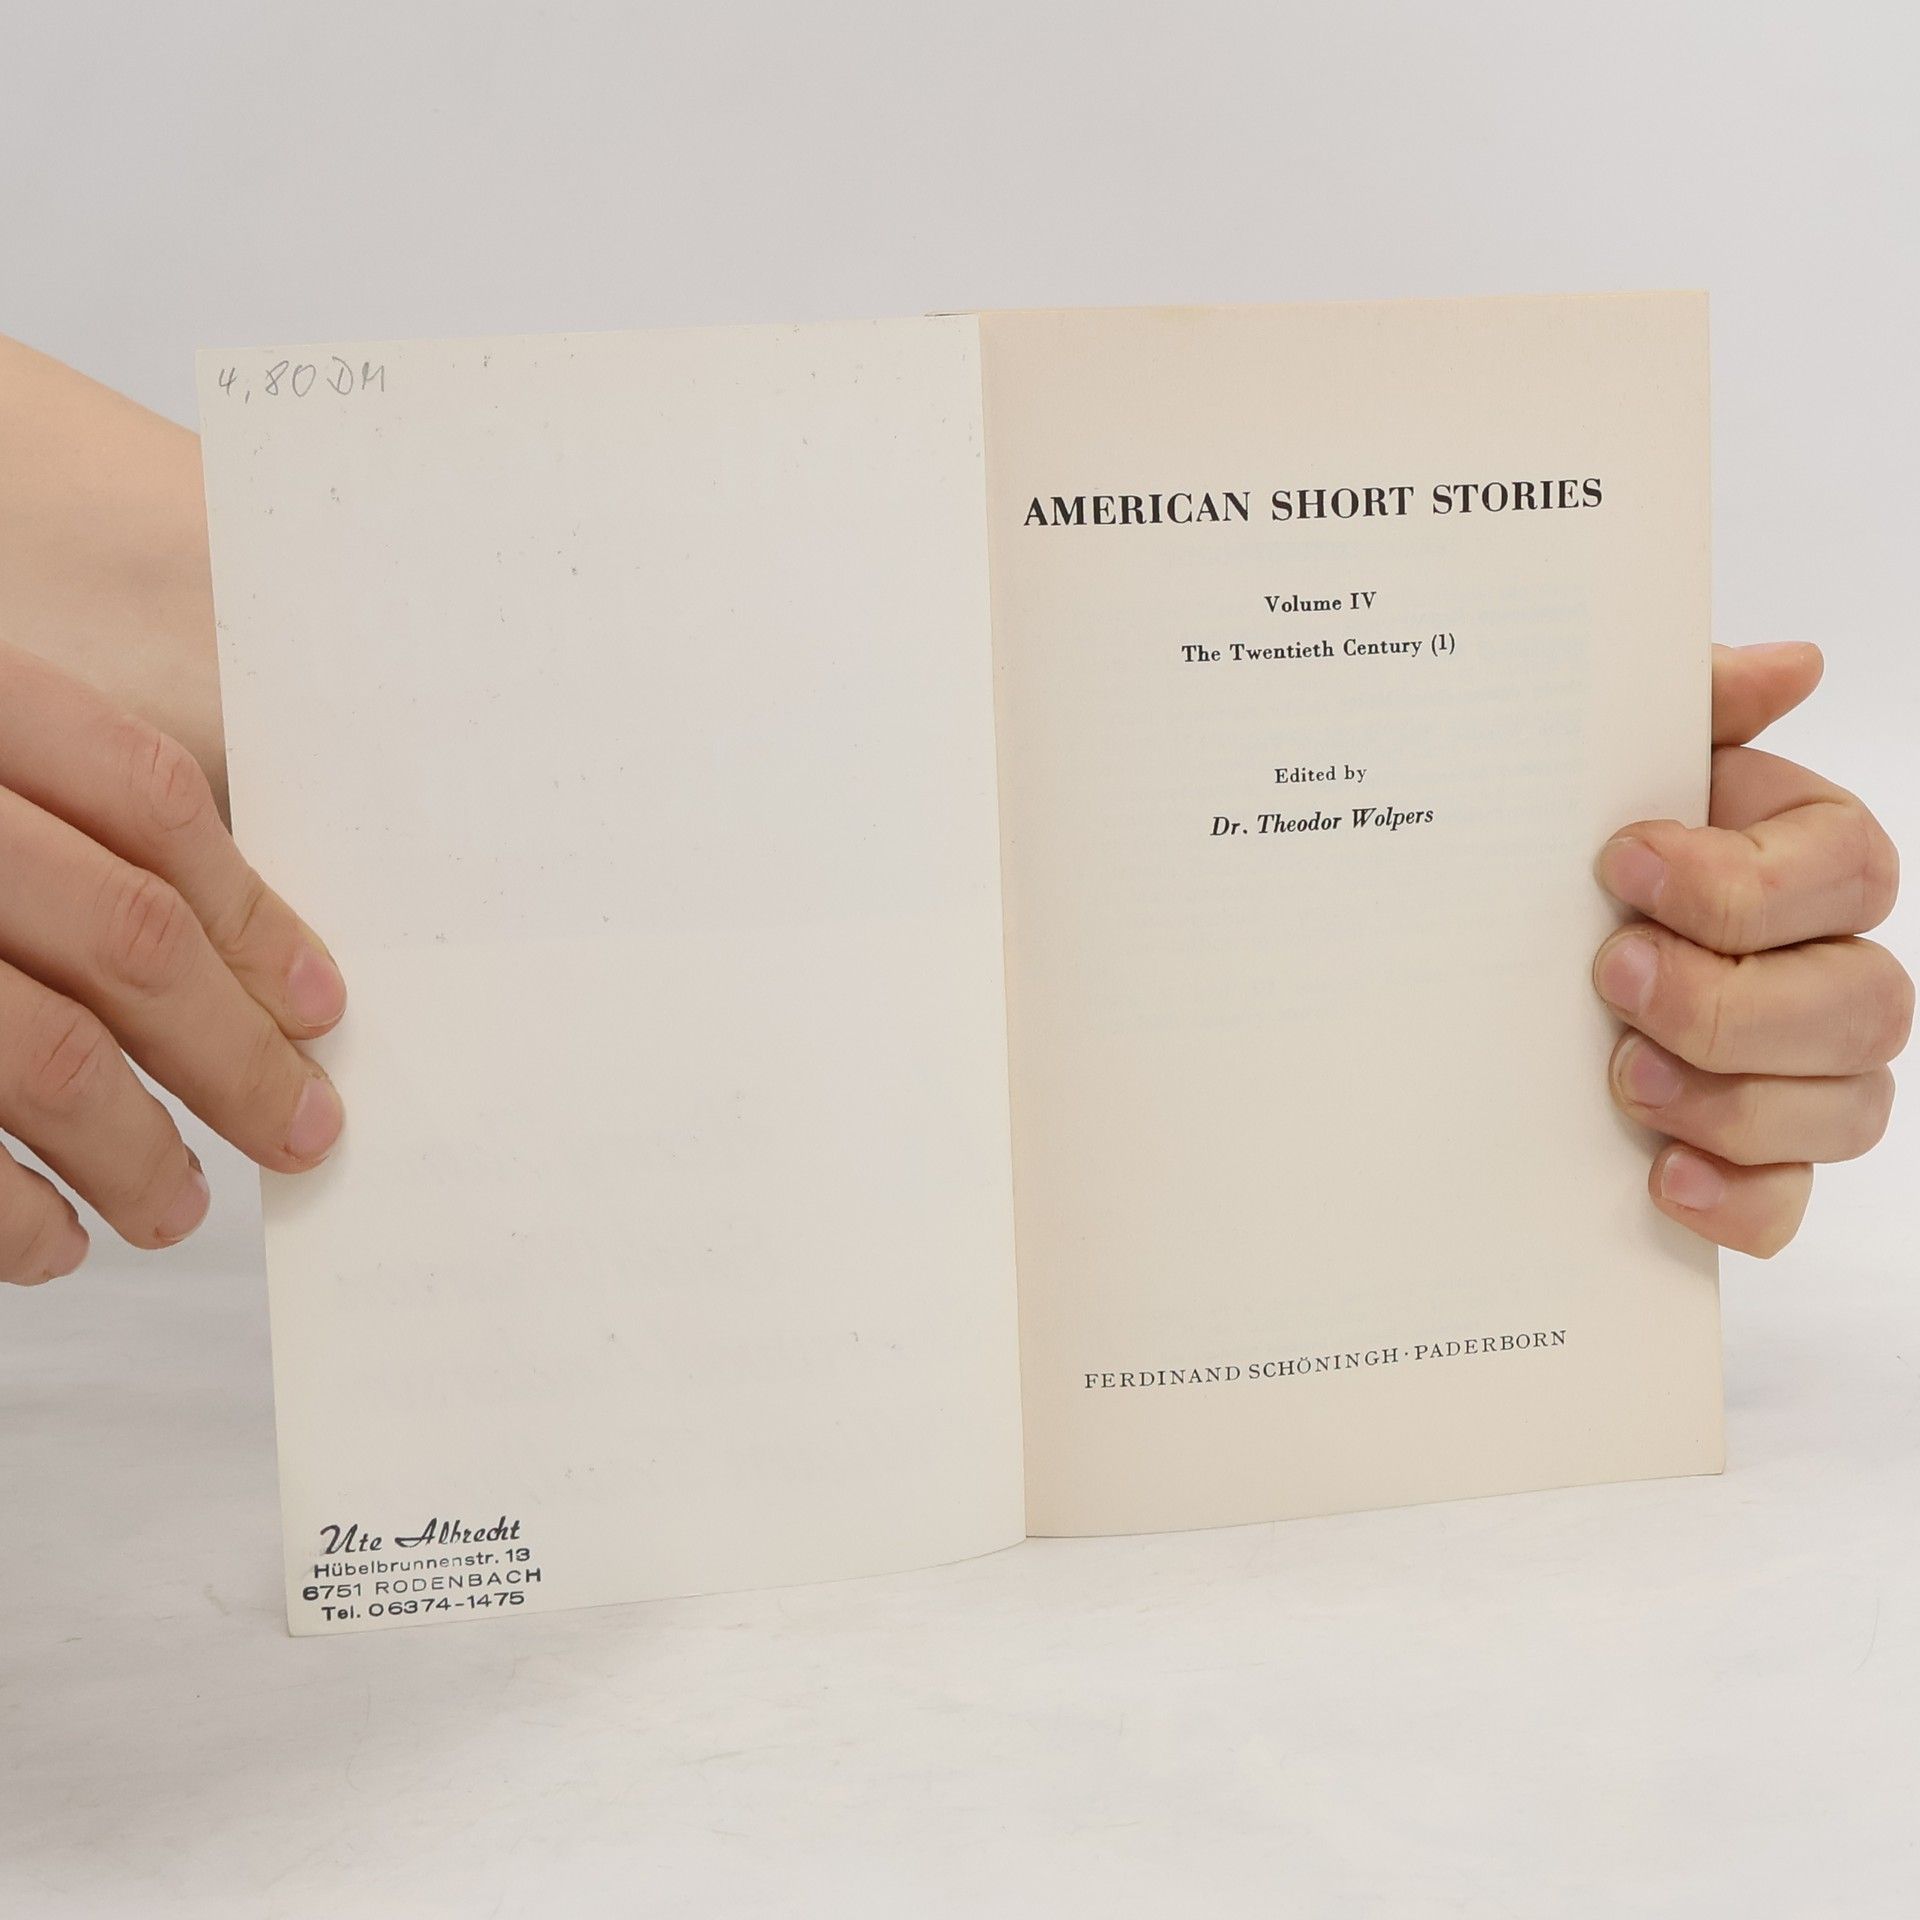 4,80 DM
Ute Albrecht
Hübelbrunnenstr. 13
6751 RODENBACH
Tel. 06374-1475
AMERICAN SHORT STORIES
Volume IV
The Twentieth Century (1)
Edited by
Dr. Theodor Wolpers
FERDINAND SCHÖNINGH · PADERBORN